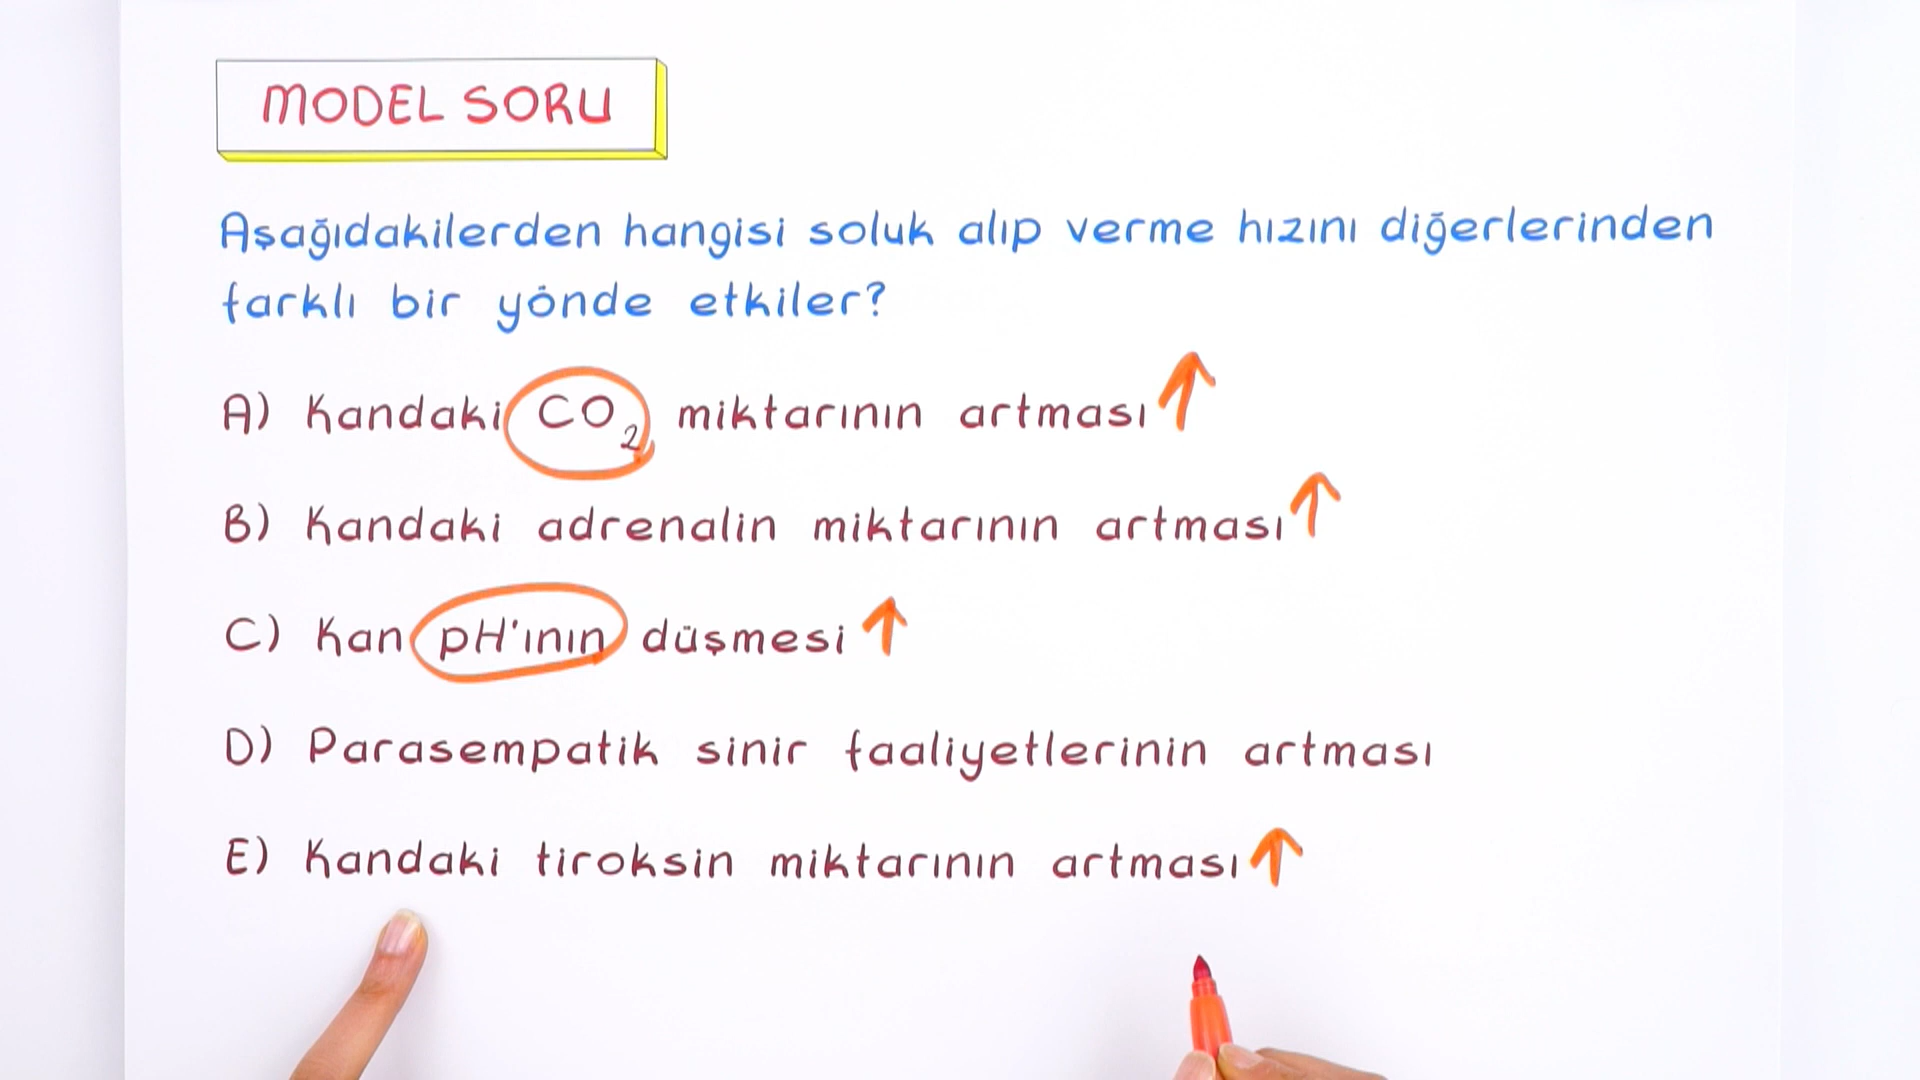 MODEL SORU
Aşağıdakilerden hangisi soluk alıp verme hızını diğerlerinden
farklı bir yönde etkiler?
A) Kandaki CO₂ miktarının artması ↑
B) Kandaki adrenalin miktarının artması ↑
C) Kan pH'ının düşmesi ↑
D) Parasempatik sinir faaliyetlerinin artması
E) Kandaki tiroksin miktarının artması ↑